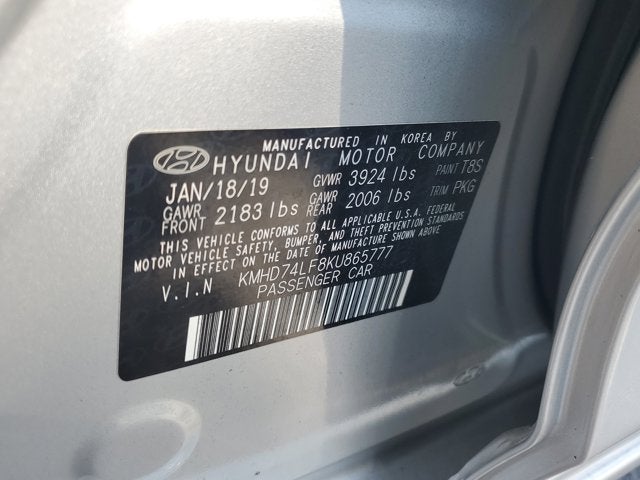 MANUFACTURED IN KOREA BY
HYUNDAI MOTOR COMPANY
JAN/18/19 GVWR 3924 lbs PAINT T8S
GAWR FRONT 2183 lbs GAWR REAR 2006 lbs TRIM PKG
THIS VEHICLE CONFORMS TO ALL APPLICABLE U.S.A. FEDERAL
MOTOR VEHICLE SAFETY, BUMPER, AND THEFT PREVENTION
STANDARDS IN EFFECT ON THE DATE OF MANUFACTURE SHOWN ABOVE.
V.I.N KMHD74LF8KU865777
PASSENGER CAR